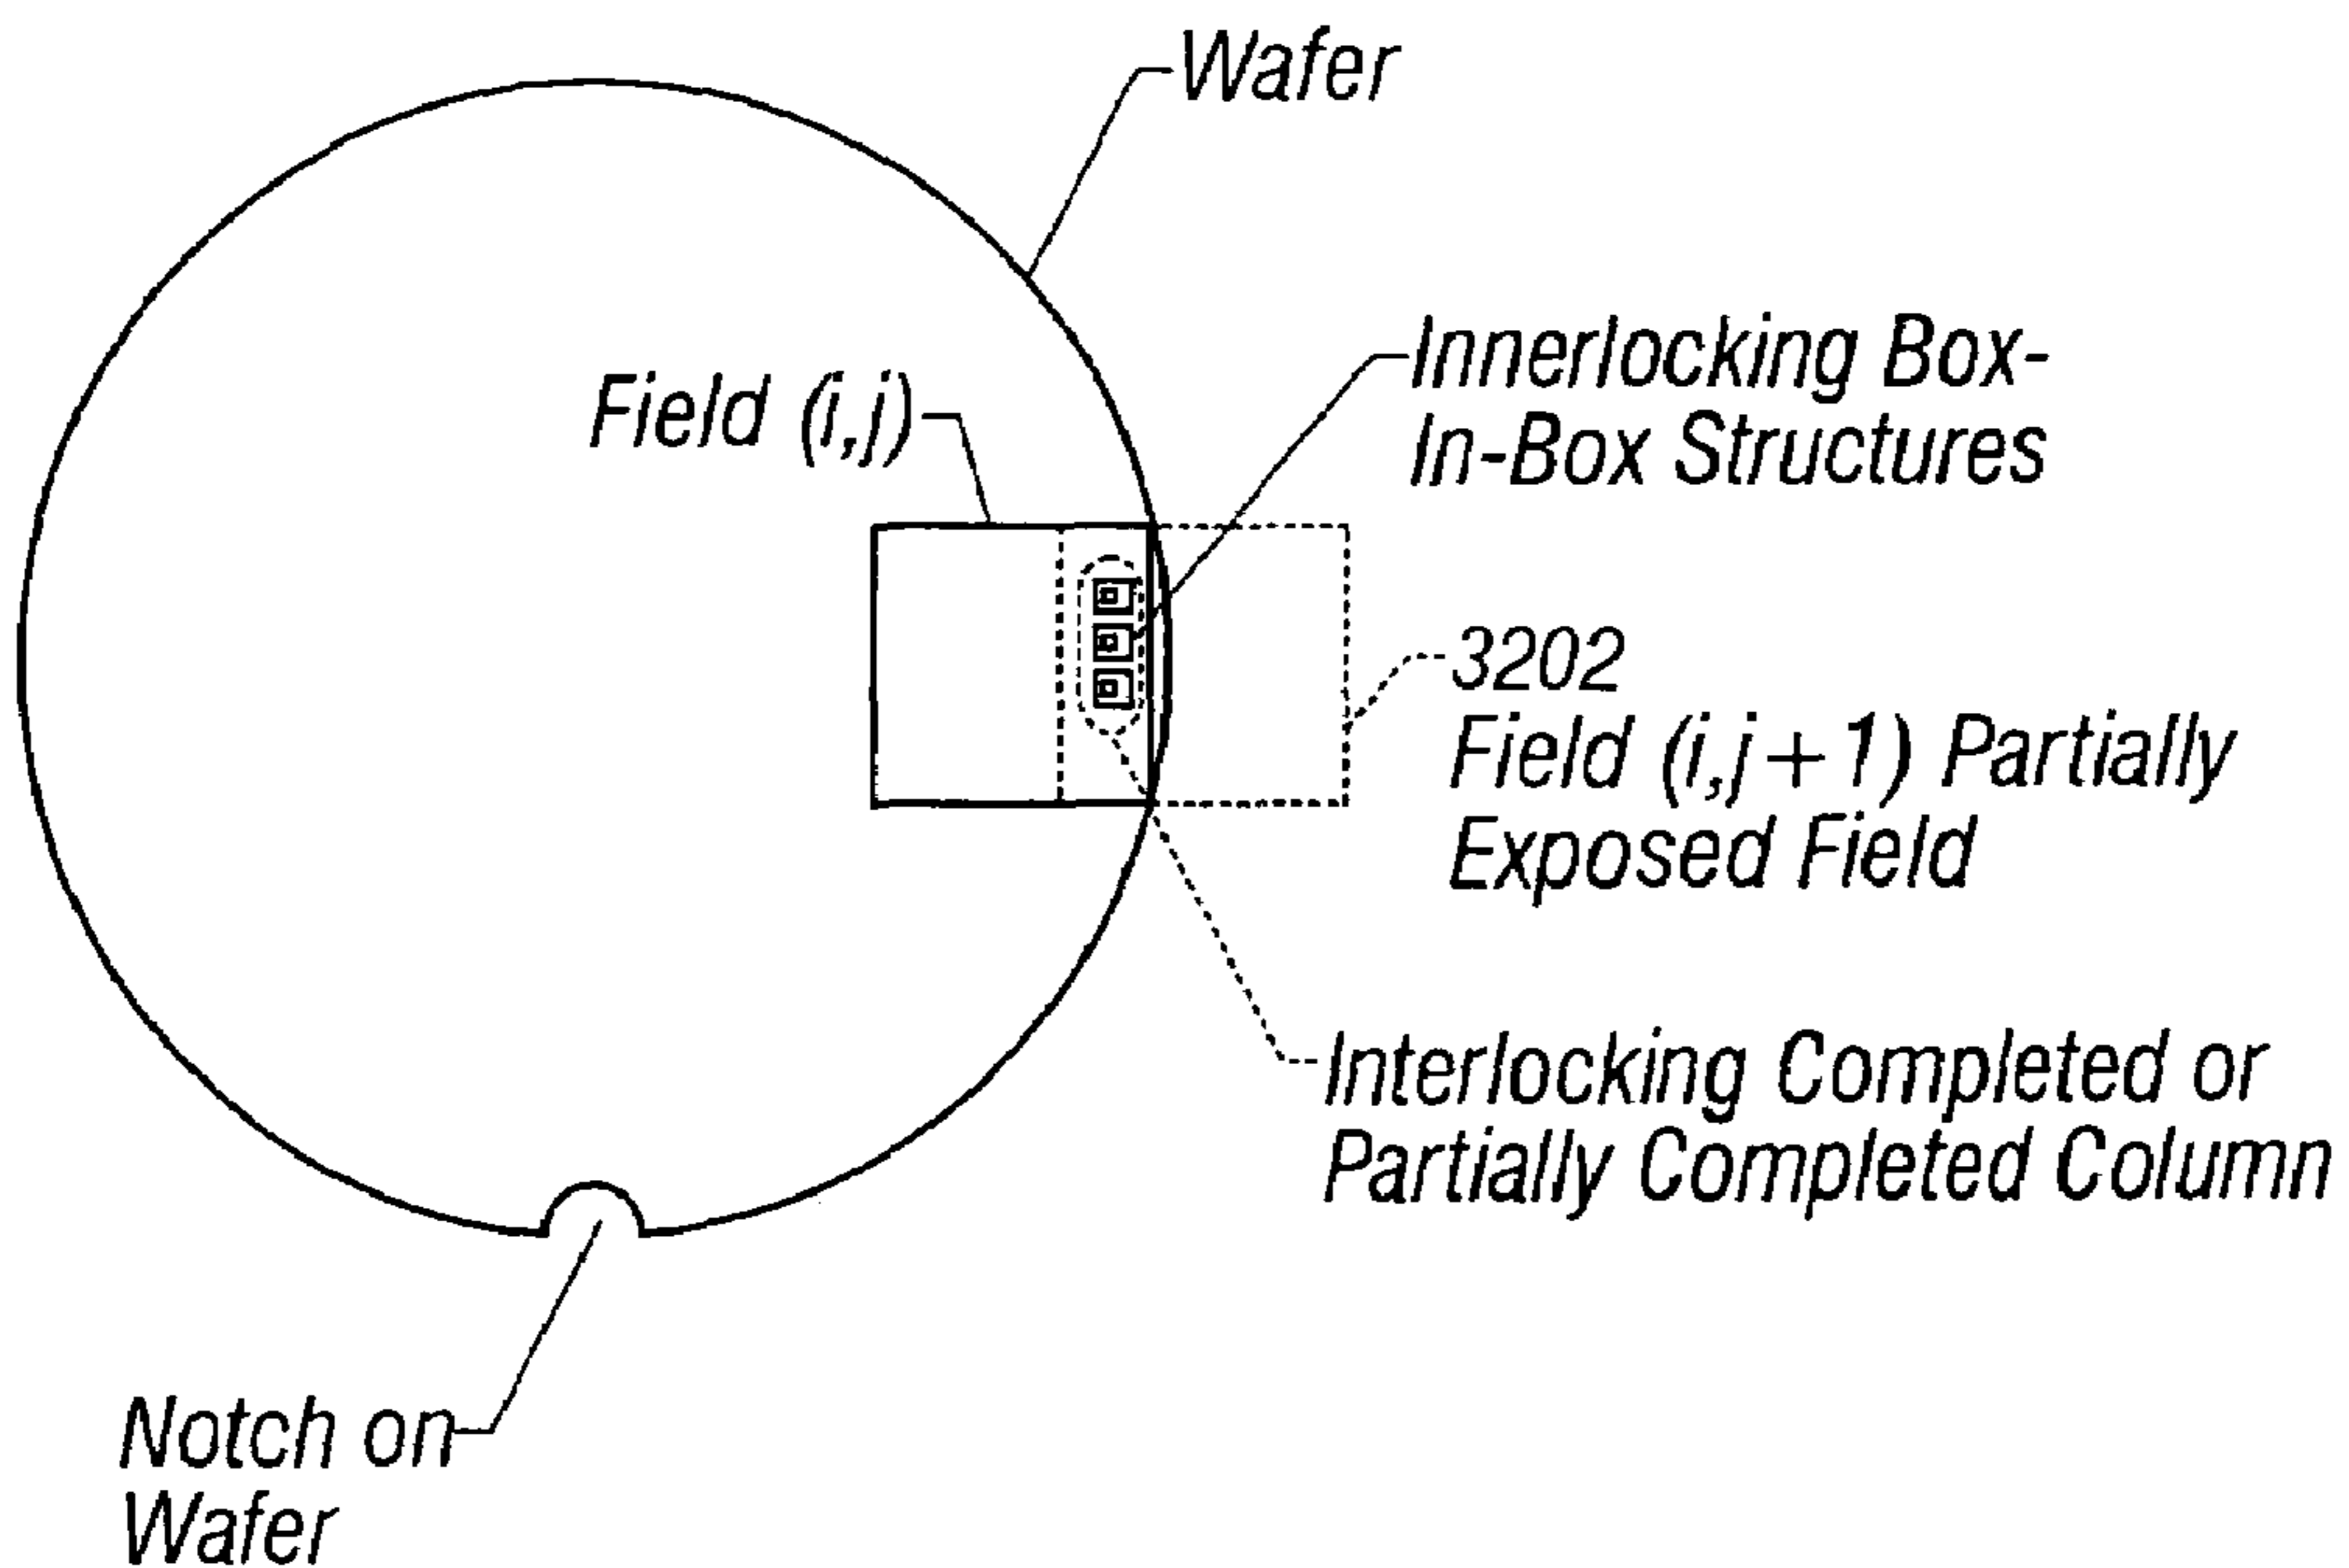 Wafer
Innerlocking Box-
In-Box Structures
Field (i,j)
3202
Field (i,j + 1) Partially
Exposed Field
Interlocking Completed or
Partially Completed Column
Notch on
Wafer